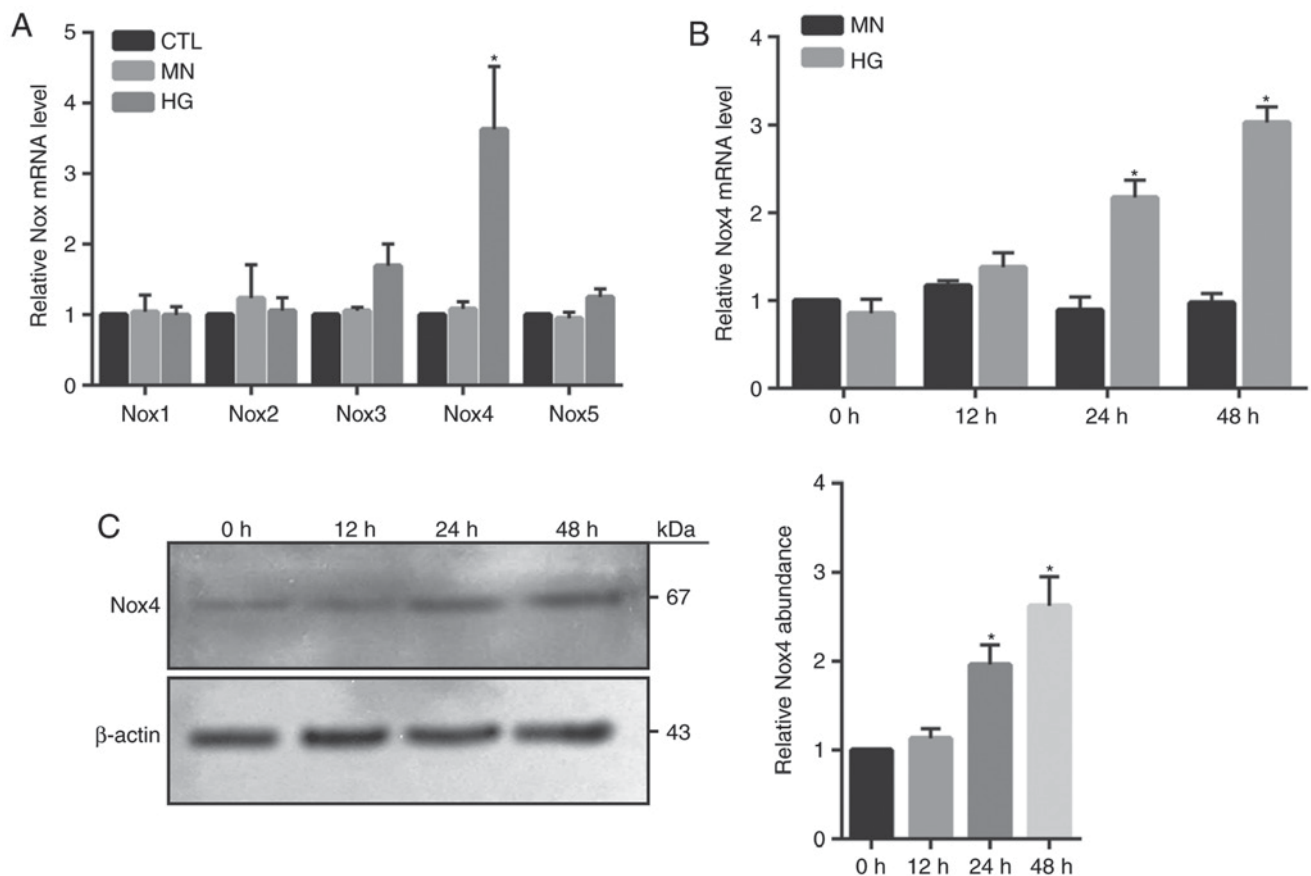 A
Relative Nox mRNA level
5
4
3
2
1
0
CTL
MN
HG
*
Nox1 Nox2 Nox3 Nox4 Nox5
B
Relative Nox4 mRNA level
4
3
2
1
0
MN
HG
*
*
0 h 12 h 24 h 48 h
C
0 h 12 h 24 h 48 h kDa
Nox4 67
β-actin 43
Relative Nox4 abundance
4
3
2
1
0
*
*
0 h 12 h 24 h 48 h